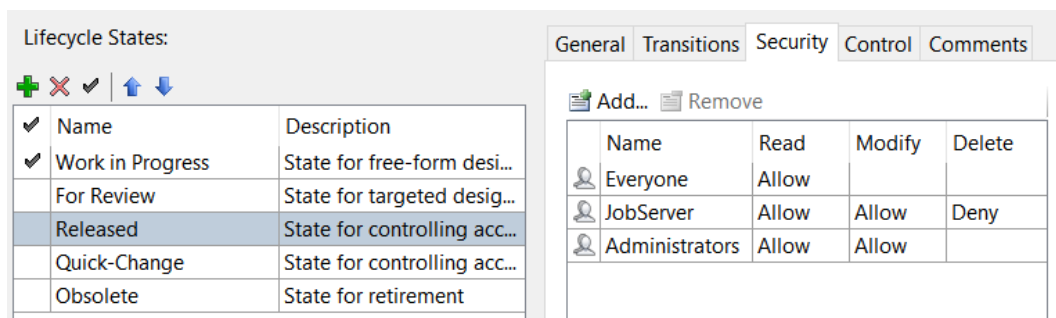 Lifecycle States:
General Transitions Security Control Comments
Add... Remove
Name Description
Work in Progress State for free-form desi...
For Review State for targeted desig...
Released State for controlling acc...
Quick-Change State for controlling acc...
Obsolete State for retirement
Name Read Modify Delete
Everyone Allow
JobServer Allow Allow Deny
Administrators Allow Allow